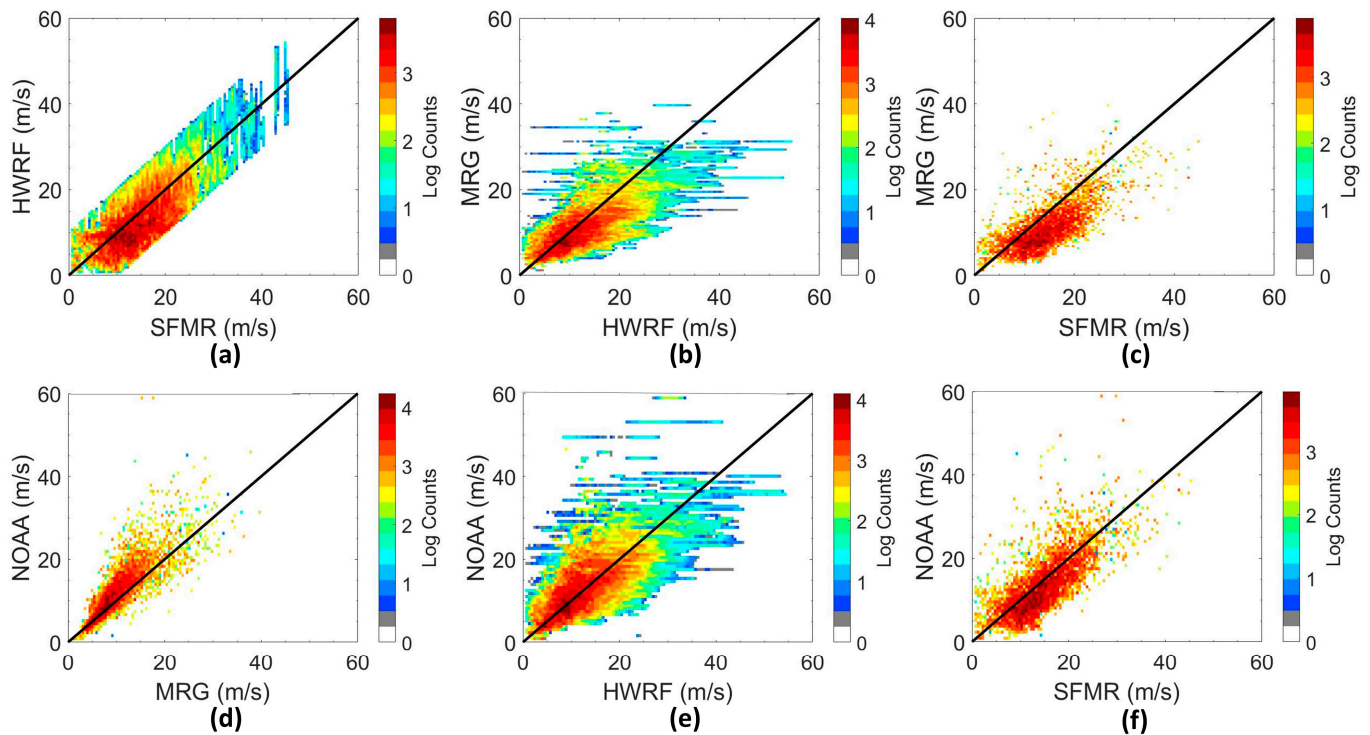 60
40
20
0
HWRF (m/s)
0 20 40 60
SFMR (m/s)
3
2
1
0
Log Counts
(a)
60
40
20
0
MRG (m/s)
0 20 40 60
HWRF (m/s)
4
3
2
1
0
Log Counts
(b)
60
40
20
0
MRG (m/s)
0 20 40 60
SFMR (m/s)
3
2
1
0
Log Counts
(c)
60
40
20
0
NOAA (m/s)
0 20 40 60
MRG (m/s)
4
3
2
1
0
Log Counts
(d)
60
40
20
0
NOAA (m/s)
0 20 40 60
HWRF (m/s)
4
3
2
1
0
Log Counts
(e)
60
40
20
0
NOAA (m/s)
0 20 40 60
SFMR (m/s)
3
2
1
0
Log Counts
(f)